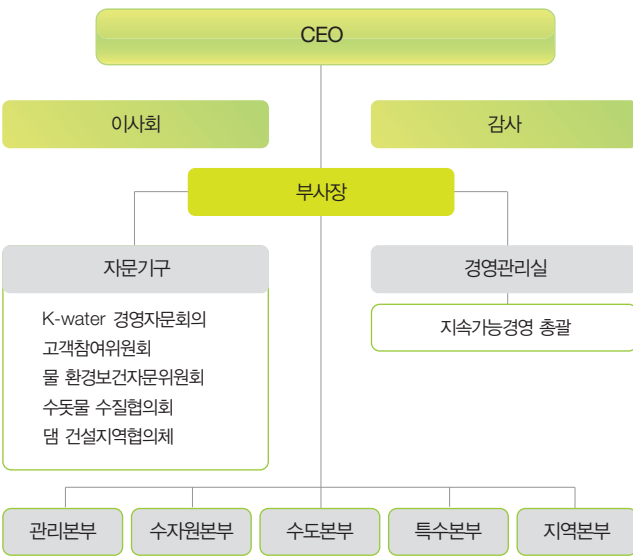 CEO
이사회
감사
부사장
자문기구
경영관리실
K-water 경영자문회의
고객참여위원회
물 환경보건자문위원회
수돗물 수질협의회
댐 건설지역협의체
지속가능경영 총괄
관리본부
수자원본부
수도본부
특수본부
지역본부